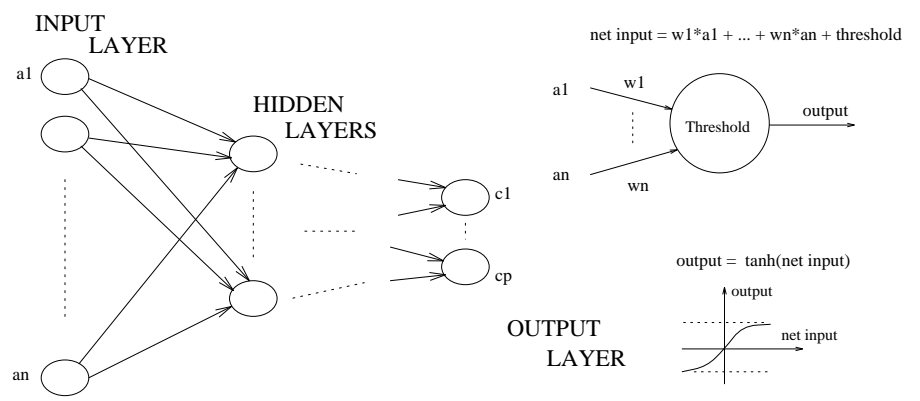 INPUT
LAYER
a1
an
HIDDEN
LAYERS
c1
cp
OUTPUT
LAYER
net input = w1*a1 + ... + wn*an + threshold
a1
w1
Threshold
output
an
wn
output = tanh(net input)
output
net input